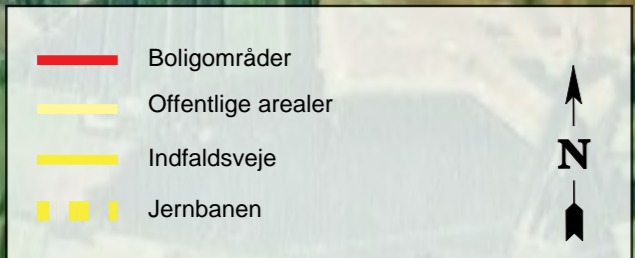 Boligområder
Offentlige arealer
Indfaldsveje
Jernbanen
N